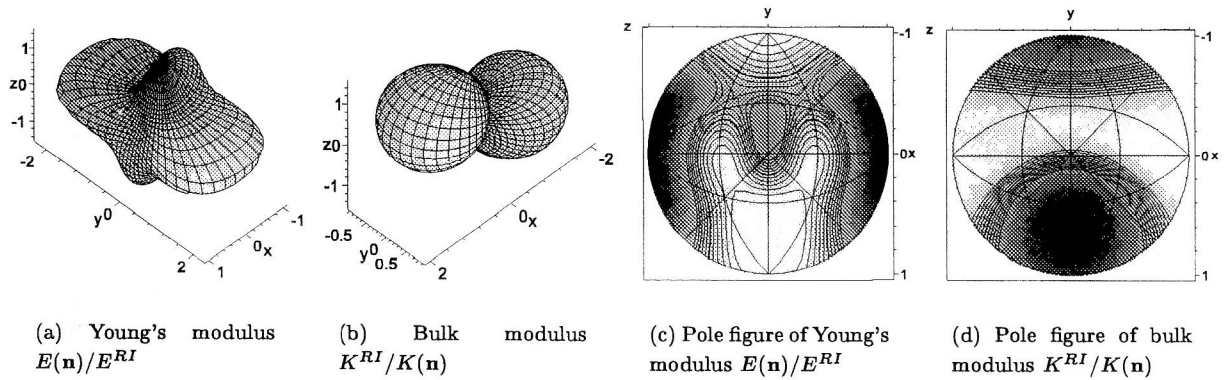 1
z0
-1
-2
y0
2
1
0x
-1
1
z0
-1
-0.5
y0
0.5
2
0x
-2
z
y
-1
0x
1
z
y
-1
0x
1
(a) Young's modulus
E(n)/E^{RI}
(b) Bulk modulus
K^{RI}/K(n)
(c) Pole figure of Young's
modulus E(n)/E^{RI}
(d) Pole figure of bulk
modulus K^{RI}/K(n)